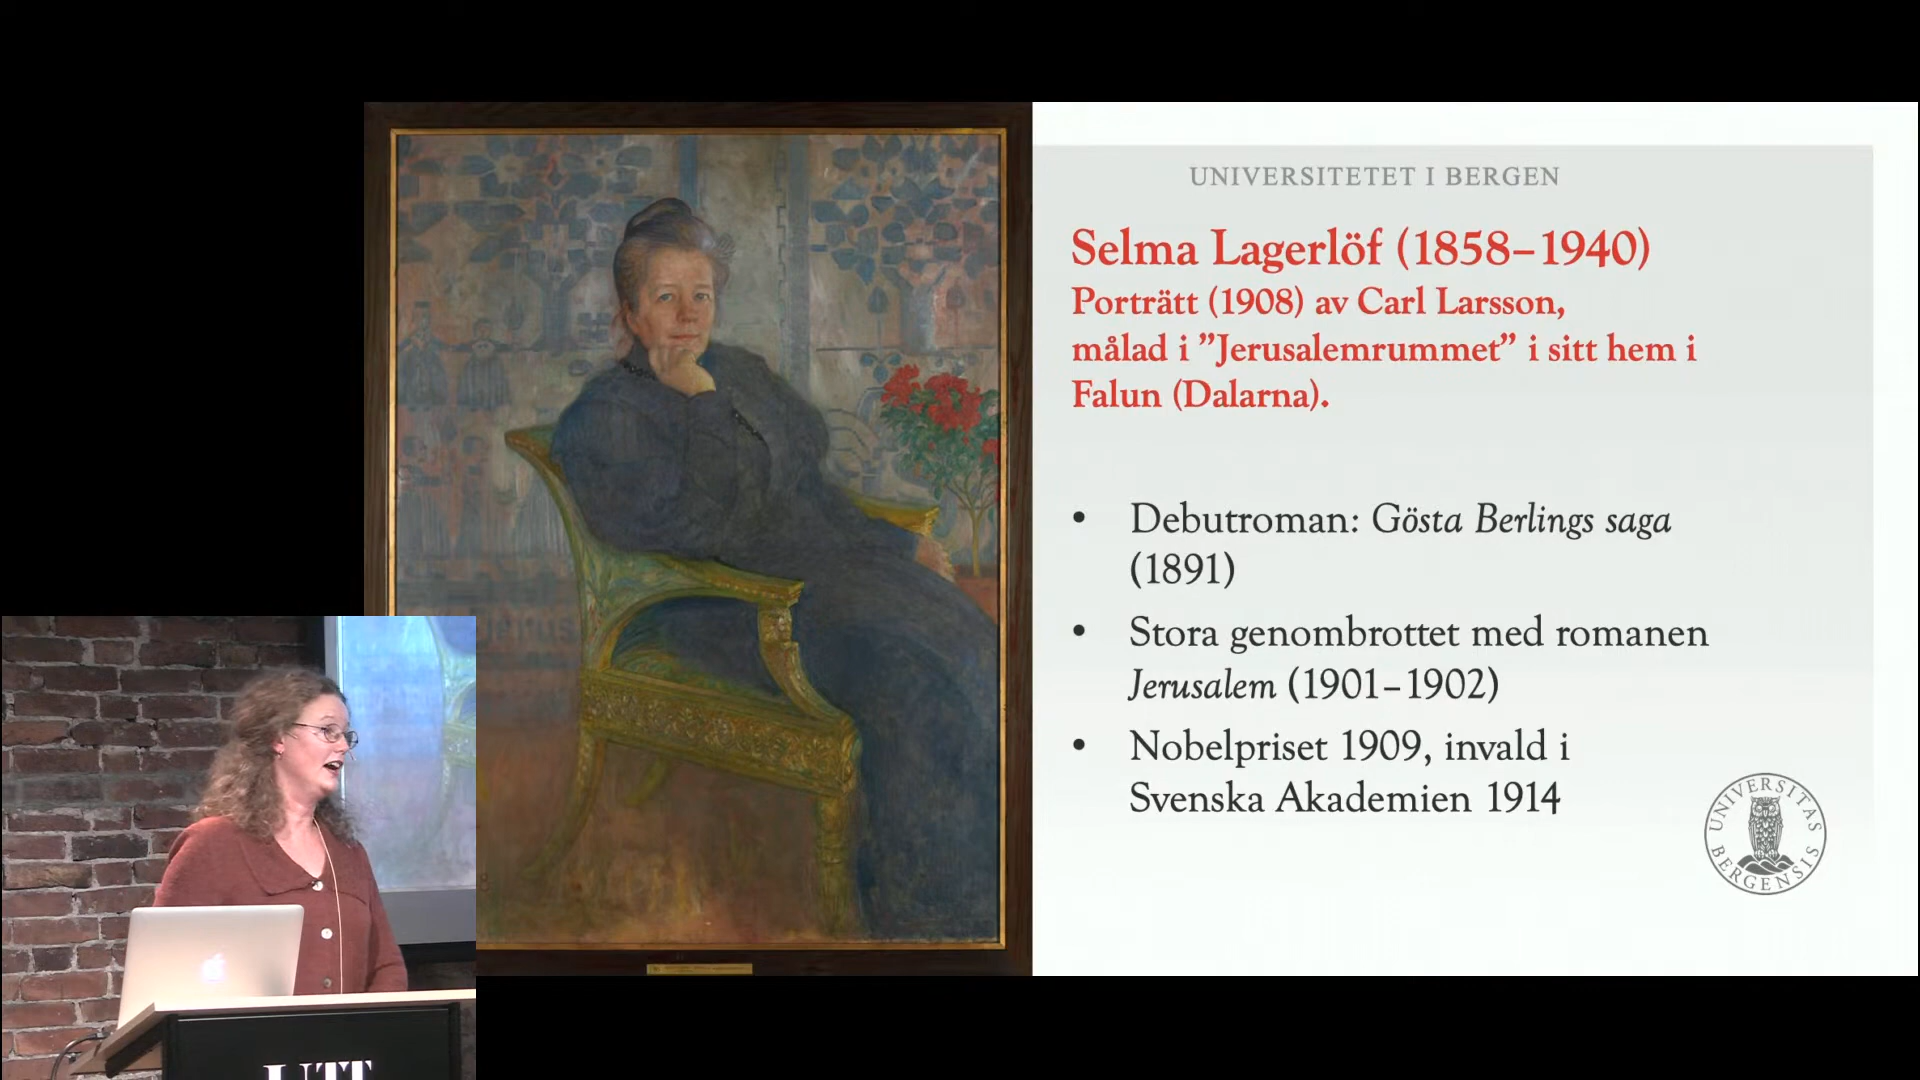 UNIVERSITETET I BERGEN
Selma Lagerlöf (1858–1940)
Porträtt (1908) av Carl Larsson,
målad i ”Jerusalemrummet” i sitt hem i
Falun (Dalarna).
• Debutroman: Gösta Berlings saga
(1891)
• Stora genombrottet med romanen
Jerusalem (1901–1902)
• Nobelpriset 1909, invald i
Svenska Akademien 1914
UNIVERSITAS BERGENSIS